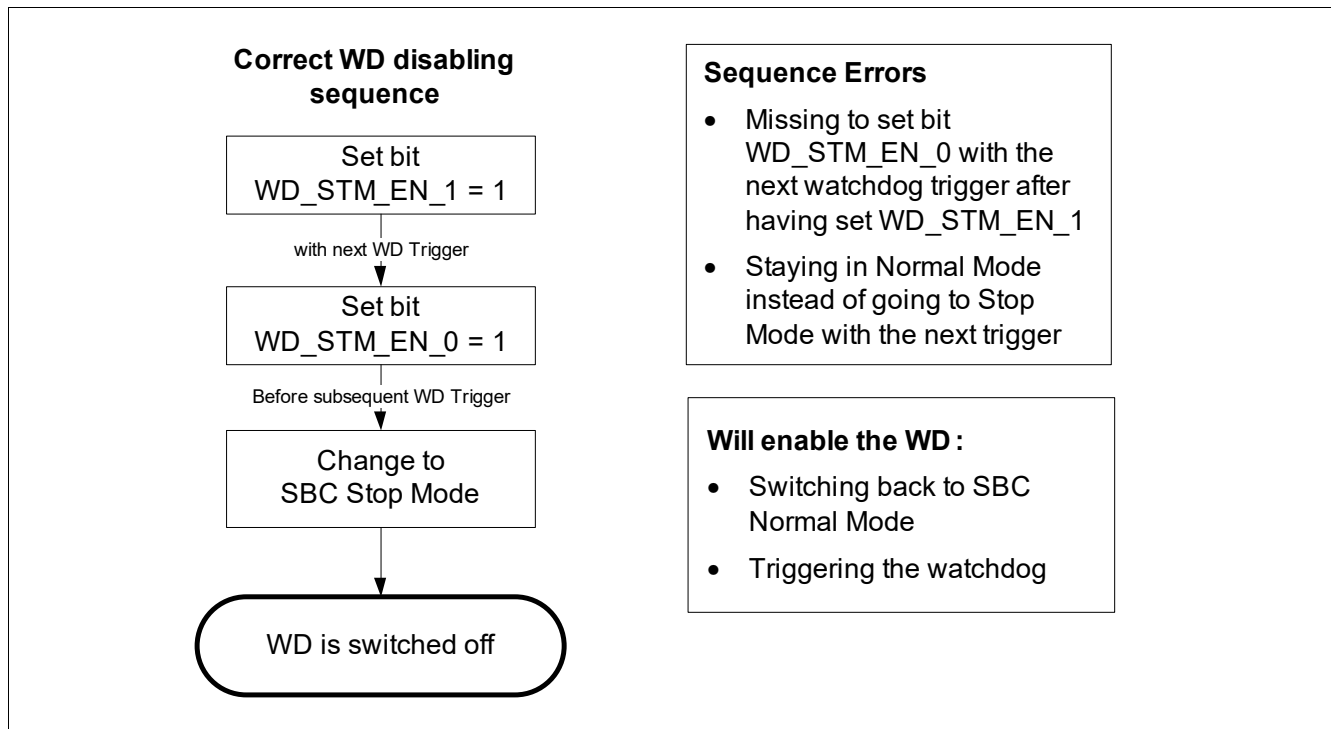 Correct WD disabling
sequence
Set bit
WD_STM_EN_1 = 1
with next WD Trigger
Set bit
WD_STM_EN_0 = 1
Before subsequent WD Trigger
Change to
SBC Stop Mode
WD is switched off
Sequence Errors
• Missing to set bit
WD_STM_EN_0 with the
next watchdog trigger after
having set WD_STM_EN_1
• Staying in Normal Mode
instead of going to Stop
Mode with the next trigger
Will enable the WD :
• Switching back to SBC
Normal Mode
• Triggering the watchdog